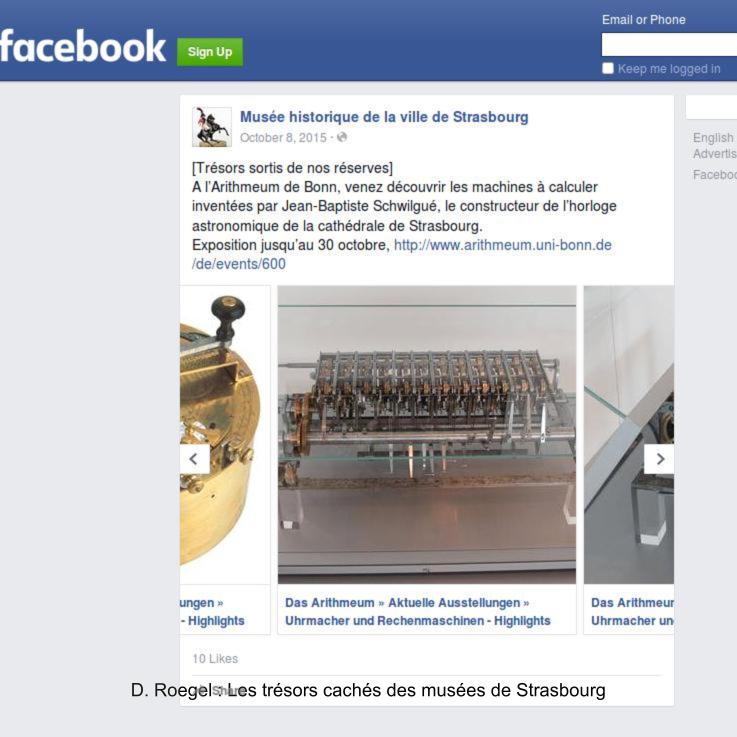 Email or Phone
facebook
Sign Up
Keep me logged in
Musée historique de la ville de Strasbourg
October 8, 2015 ·
English
[Trésors sortis de nos réserves]
A l'Arithmeum de Bonn, venez découvrir les machines à calculer
inventées par Jean-Baptiste Schwilgué, le constructeur de l'horloge
astronomique de la cathédrale de Strasbourg.
Exposition jusqu'au 30 octobre, http://www.arithmeum.uni-bonn.de
/de/events/600
ungen »
- Highlights
Das Arithmeum » Aktuelle Ausstellungen »
Uhrmacher und Rechenmaschinen - Highlights
Das Arithmeum
Uhrmacher un
10 Likes
Share
D. Roegel : Les trésors cachés des musées de Strasbourg